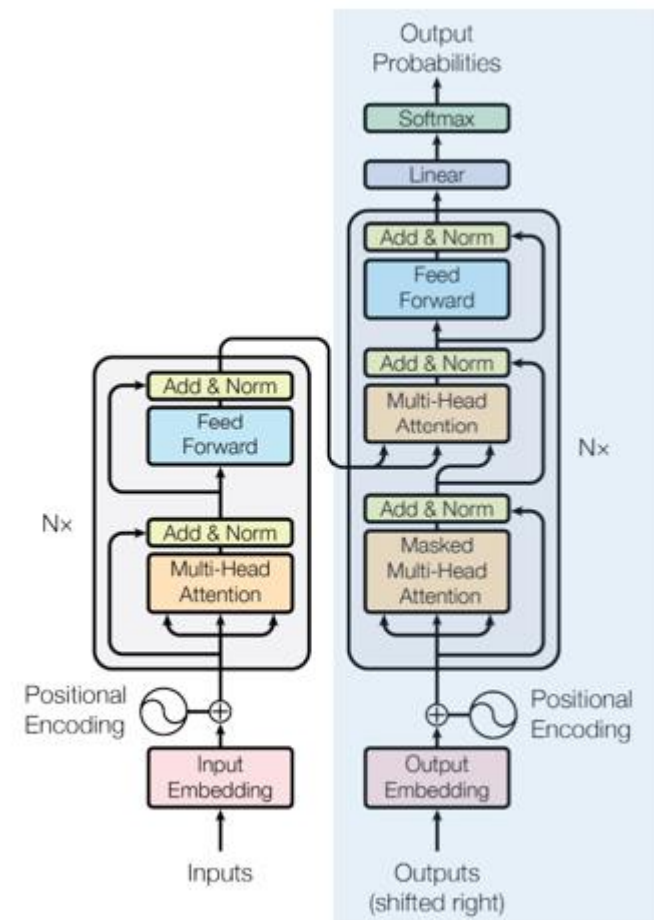 Output
Probabilities
Softmax
Linear
Add & Norm
Feed
Forward
Add & Norm
Multi-Head
Attention
Nx
Add & Norm
Masked
Multi-Head
Attention
Positional
Encoding
Output
Embedding
Outputs
(shifted right)
Add & Norm
Feed
Forward
Nx
Add & Norm
Multi-Head
Attention
Positional
Encoding
Input
Embedding
Inputs